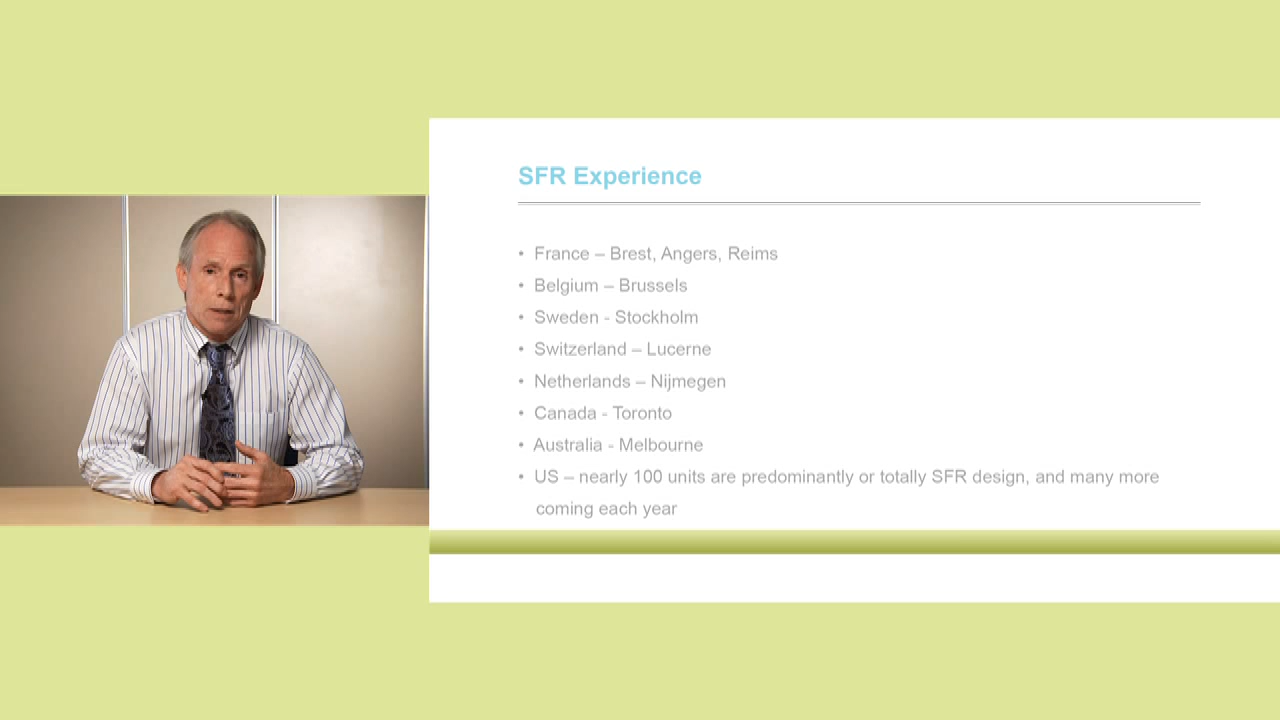 SFR Experience
• France – Brest, Angers, Reims
• Belgium – Brussels
• Sweden - Stockholm
• Switzerland – Lucerne
• Netherlands – Nijmegen
• Canada - Toronto
• Australia - Melbourne
• US – nearly 100 units are predominantly or totally SFR design, and many more
coming each year